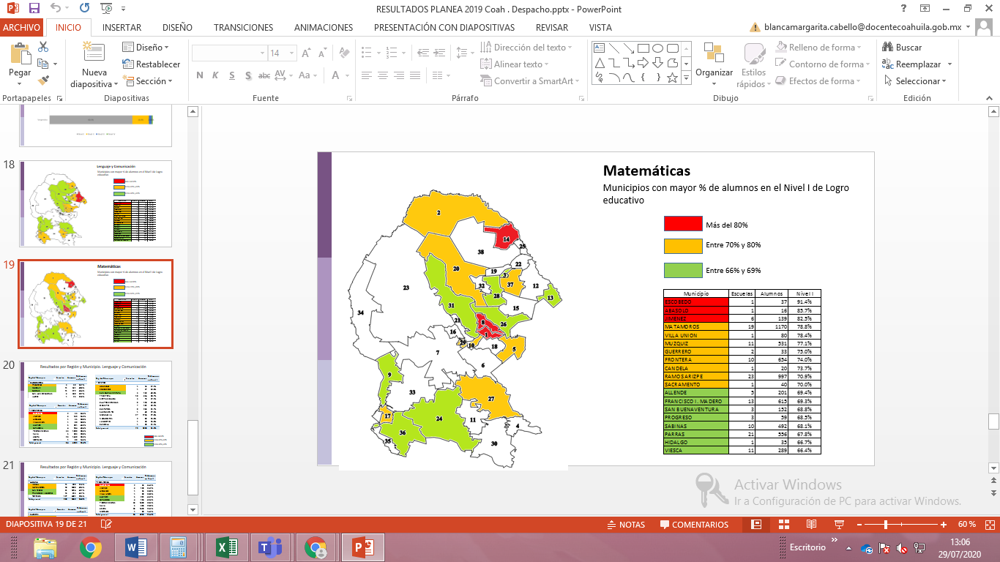 RESULTADOS PLANEA 2019 Coah . Despacho.pptx - PowerPoint
ARCHIVO INICIO INSERTAR DISEÑO TRANSICIONES ANIMACIONES PRESENTACIÓN CON DIAPOSITIVAS REVISAR VISTA blancamargarita.cabello@docentecoahuila.gob.mx
Pegar
Nueva diapositiva
Diseño
Restablecer
Sección
14
N K S S abc AV Aa A
Dirección del texto
Alinear texto
Convertir a SmartArt
Organizar
Estilos rápidos
Relleno de forma
Contorno de forma
Efectos de forma
Buscar
Reemplazar
Seleccionar
Portapapeles Diapositivas Fuente Párrafo Dibujo Edición
18
Lenguaje y Comunicación
19
Matemáticas
20
Resultados por Región y Municipio. Lenguaje y Comunicación
21
Resultados por Región y Municipio. Lenguaje y Comunicación
Matemáticas
Municipios con mayor % de alumnos en el Nivel I de Logro
educativo
Más del 80%
Entre 70% y 80%
Entre 66% y 69%
2
14
25
38
22
20
19
3
32
37
12
23
28
13
31
15
34
21
8
26
16
29
10
18
5
7
6
9
33
27
17
24
11
4
36
35
30
Municipio Escuelas Alumnos Nivel I
ESCOBEDO 1 37 91.4%
ABASOLO 1 16 85.7%
JIMENEZ 6 139 82.5%
MATAMOROS 19 1170 78.8%
VILLA UNION 1 80 78.4%
MUZQUIZ 11 531 77.1%
GUERRERO 2 33 75.0%
FRONTERA 10 654 74.0%
CANDELA 1 20 73.7%
RAMOS ARIZPE 23 997 70.9%
SACRAMENTO 1 40 70.0%
ALLENDE 5 201 69.4%
FRANCISCO I. MADERO 13 615 69.3%
SAN BUENAVENTURA 3 152 68.8%
PROGRESO 3 59 68.5%
SABINAS 10 492 68.1%
PARRAS 21 556 67.8%
HIDALGO 1 35 66.7%
VIESCA 11 289 66.4%
Activar Windows
Ir a Configuración de PC para activar Windows.
DIAPOSITIVA 19 DE 21 NOTAS COMENTARIOS 60 %
Escritorio
13:06
29/07/2020